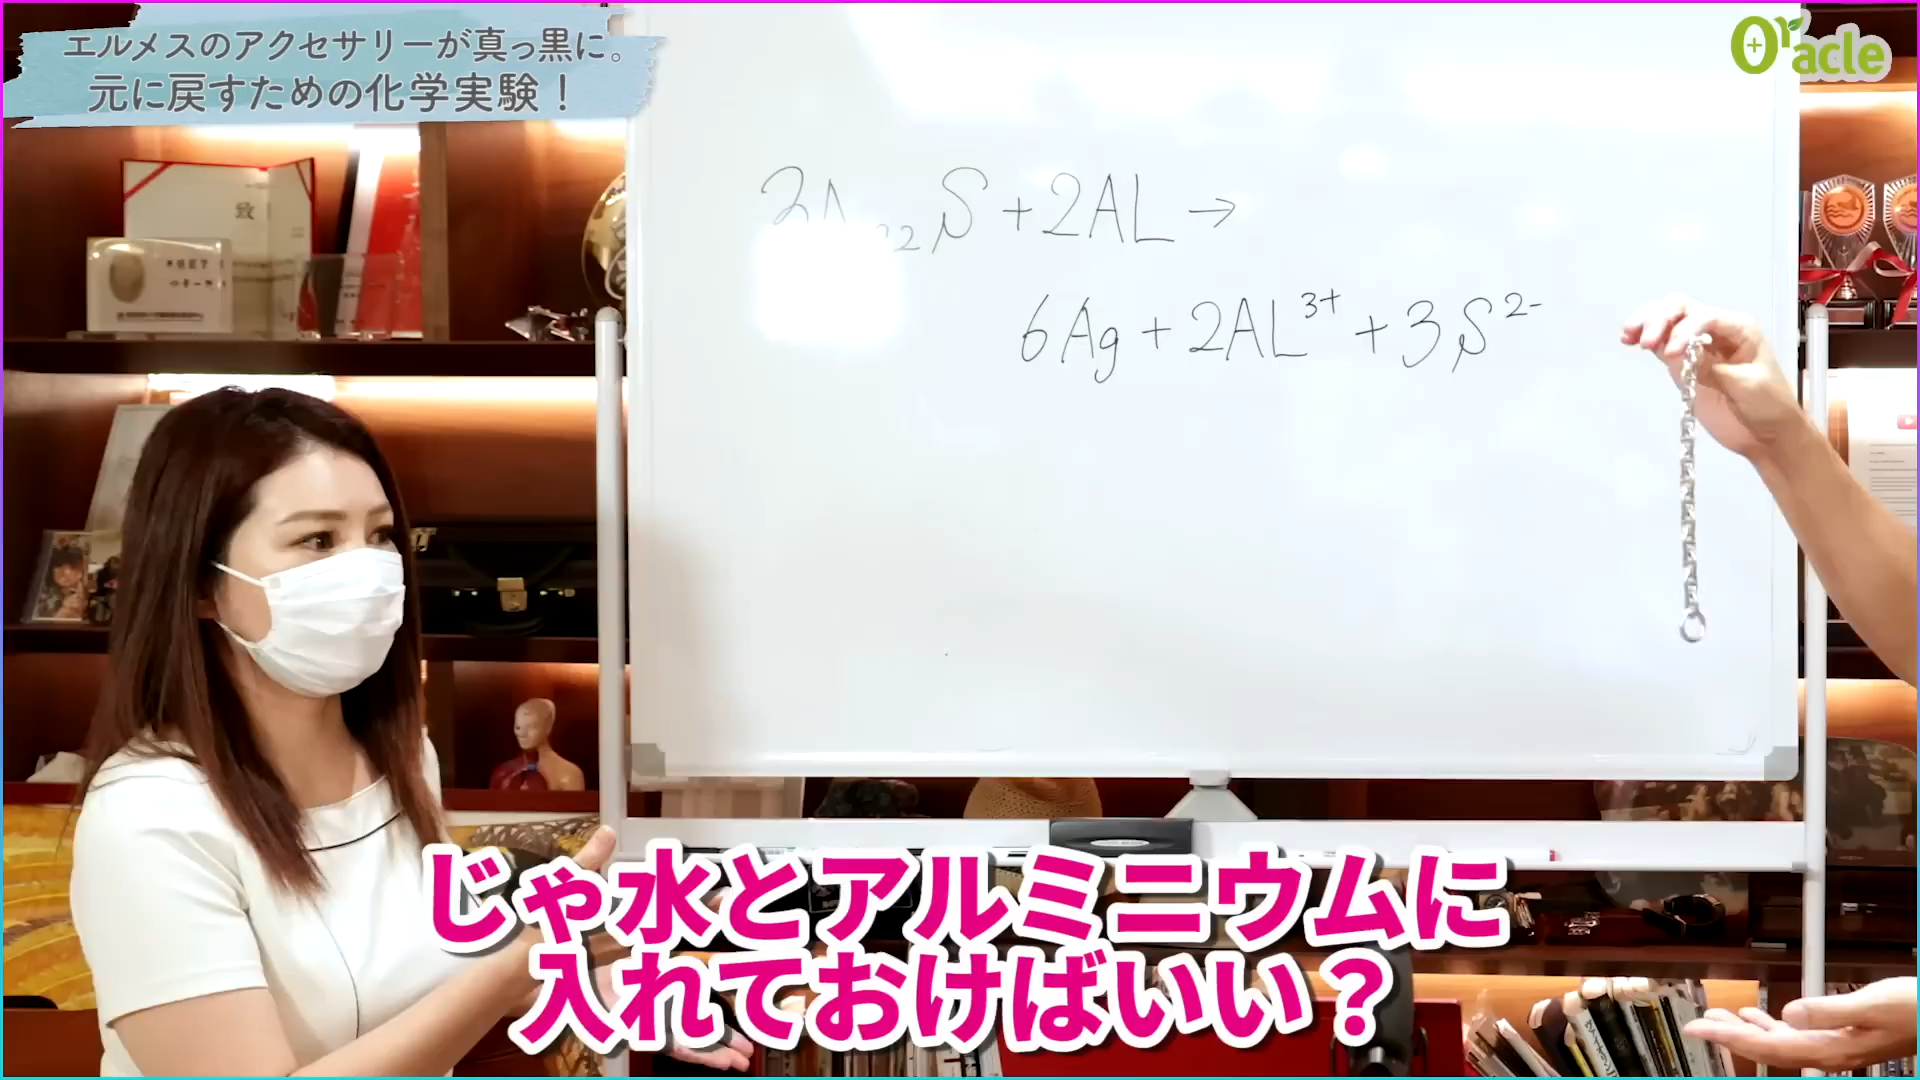 エルメスのアクセサリーが真っ黒に。
元に戻すための化学実験！
Oracle
S+2AL→
6Ag+2AL³⁺+3S²⁻
致
じゃ水とアルミニウムに
入れておけばいい？